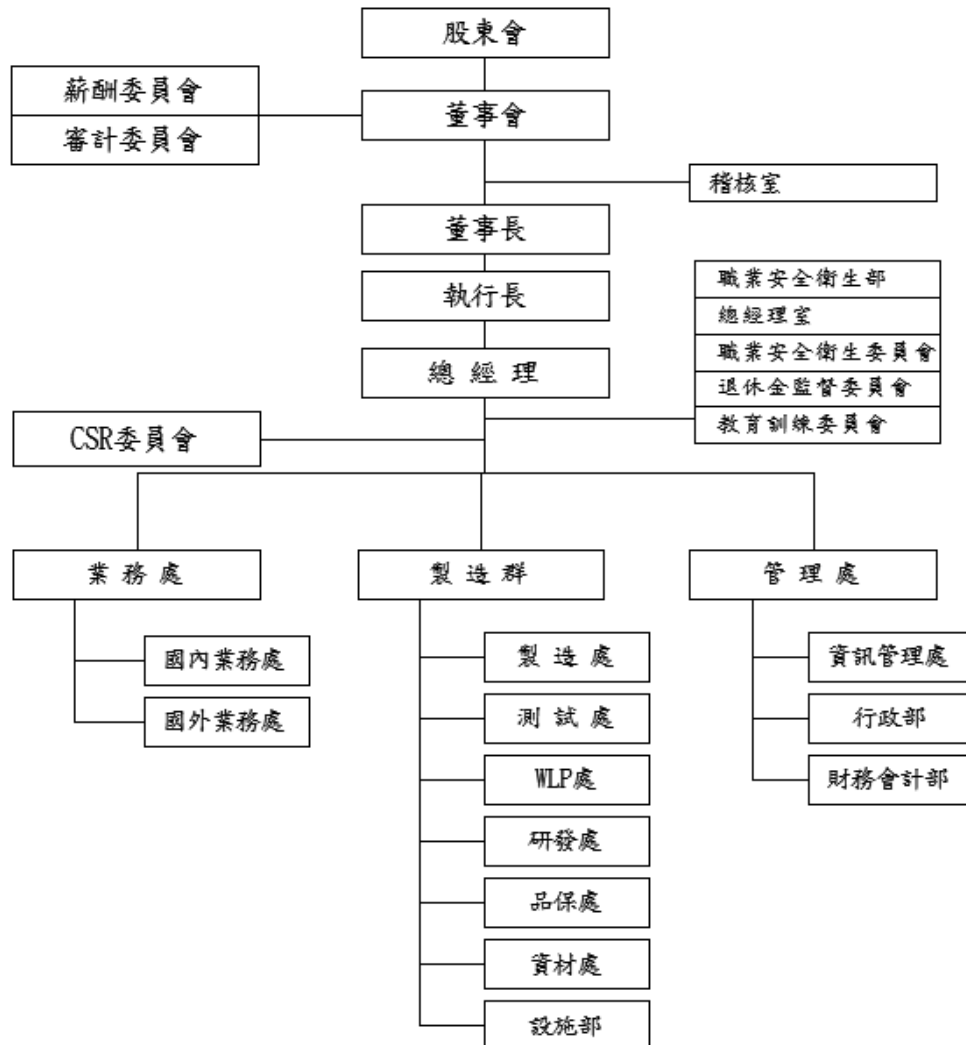 股東會
薪酬委員會
審計委員會
董事會
稽核室
董事長
執行長
總經理
職業安全衛生部
總經理室
職業安全衛生委員會
退休金監督委員會
教育訓練委員會
CSR委員會
業務處
國內業務處
國外業務處
製造群
製造處
測試處
WLP處
研發處
品保處
資材處
設施部
管理處
資訊管理處
行政部
財務會計部